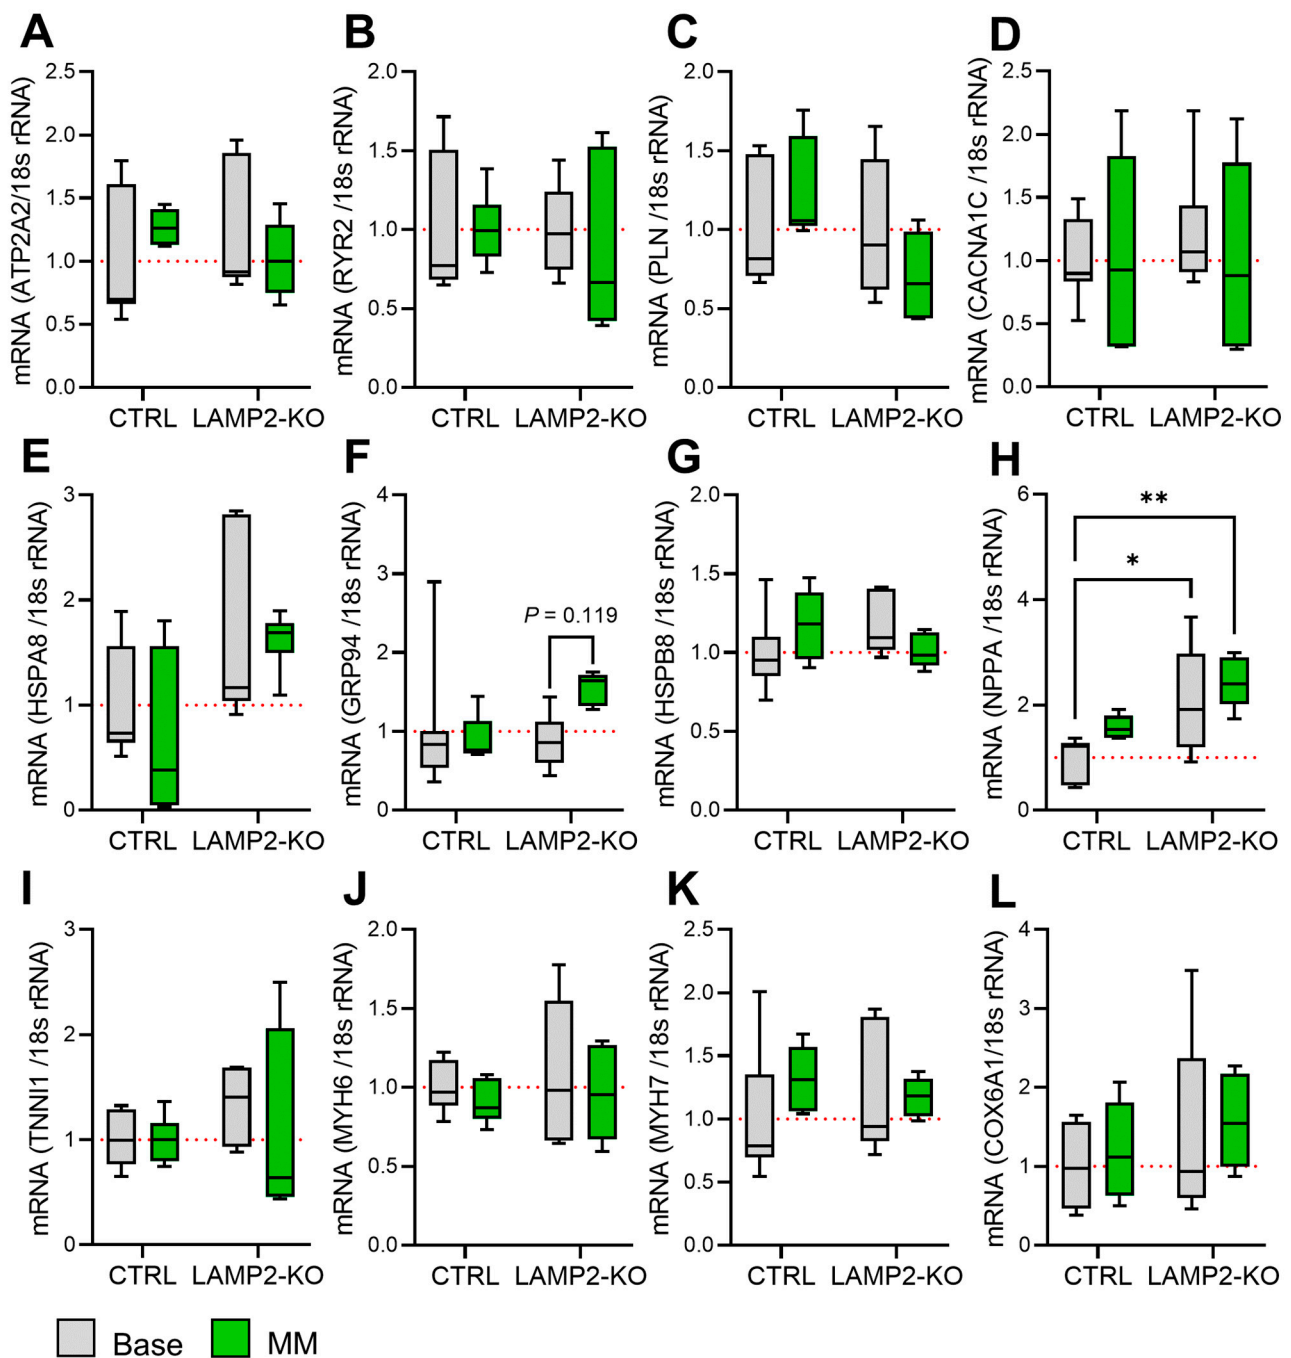 A
mRNA (ATP2A2/18s rRNA)
2.5
2.0
1.5
1.0
0.5
0.0
CTRL LAMP2-KO
B
mRNA (RYR2 /18s rRNA)
2.0
1.5
1.0
0.5
0.0
CTRL LAMP2-KO
C
mRNA (PLN /18s rRNA)
2.0
1.5
1.0
0.5
0.0
CTRL LAMP2-KO
D
mRNA (CACNA1C /18s rRNA)
2.5
2.0
1.5
1.0
0.5
0.0
CTRL LAMP2-KO
E
mRNA (HSPA8 /18s rRNA)
3
2
1
0
CTRL LAMP2-KO
F
mRNA (GRP94 /18s rRNA)
4
3
2
1
0
P = 0.119
CTRL LAMP2-KO
G
mRNA (HSPB8 /18s rRNA)
2.0
1.5
1.0
0.5
0.0
CTRL LAMP2-KO
H
mRNA (NPPA /18s rRNA)
6
4
2
0
**
*
CTRL LAMP2-KO
I
mRNA (TNNI1 /18s rRNA)
3
2
1
0
CTRL LAMP2-KO
J
mRNA (MYH6 /18s rRNA)
2.0
1.5
1.0
0.5
0.0
CTRL LAMP2-KO
K
mRNA (MYH7 /18s rRNA)
2.5
2.0
1.5
1.0
0.5
0.0
CTRL LAMP2-KO
L
mRNA (COX6A1/18s rRNA)
4
3
2
1
0
CTRL LAMP2-KO
Base MM